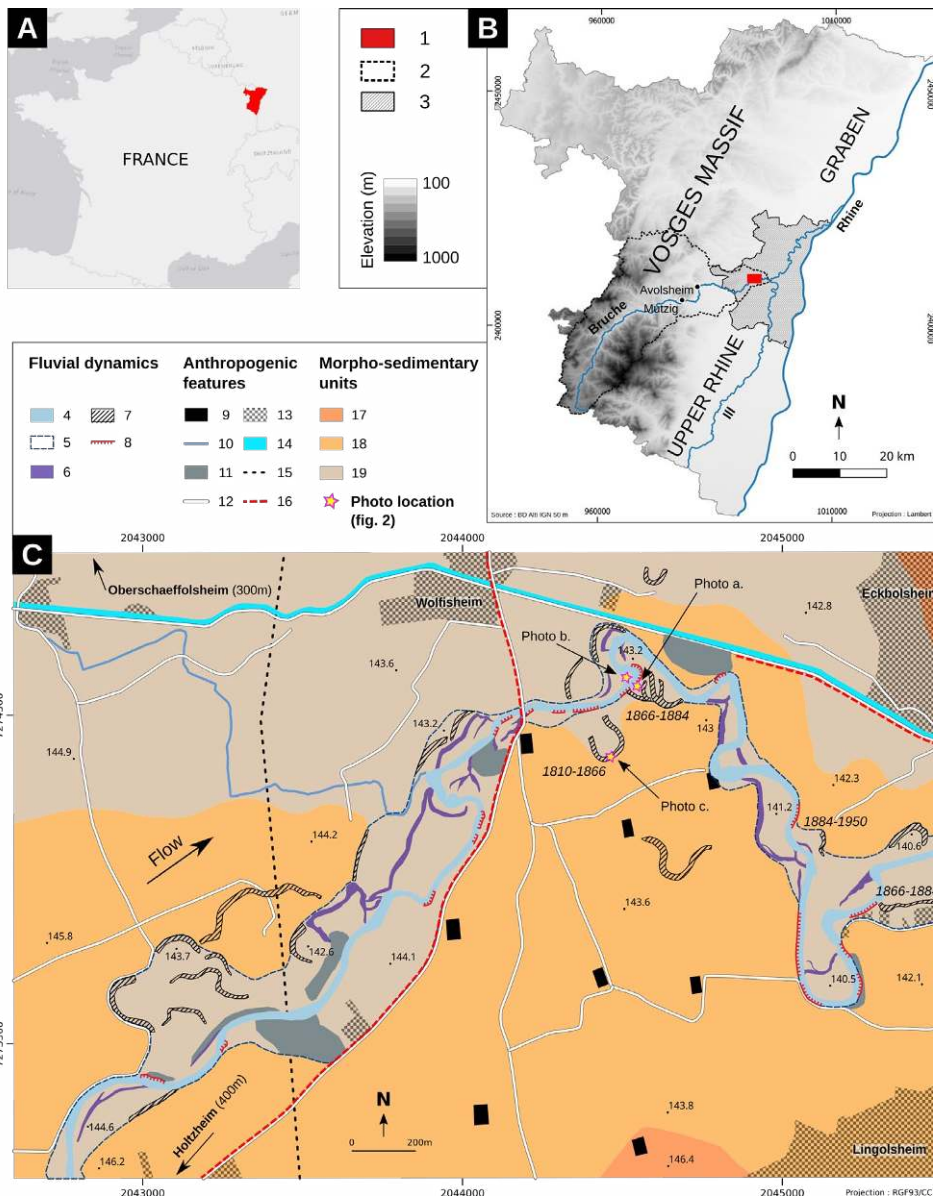 A
FRANCE
1
2
3
Elevation (m)
100
1000
B
960000
1010000
2450000
2400000
VOSGES MASSIF
GRABEN
Rhine
Avolsheim
Mutzig
Bruche
UPPER RHINE
Ill
N
0 10 20 km
Source : BD Alti IGN 50 m
960000
1010000
Projection : Lambert
2400000
Fluvial dynamics
4
7
5
8
6
Anthropogenic
features
9
13
10
14
11
15
12
16
Morpho-sedimentary
units
17
18
19
Photo location
(fig. 2)
C
2043000
2044000
2045000
Oberschaeffolsheim (300m)
Wolfisheim
Eckbolsheim
Photo a.
Photo b.
142.8
143.6
143.2
143.2
1866-1884
143
144.9
1810-1866
Photo c.
142.3
141.2
1884-1950
144.2
Flow
140.6
1866-1884
145.8
143.7
142.6
144.1
143.6
140.5
142.1
Holtzheim (400m)
N
0 200m
144.6
146.2
143.8
146.4
Lingolsheim
2043000
2044000
2045000
Projection : RGF93/CC